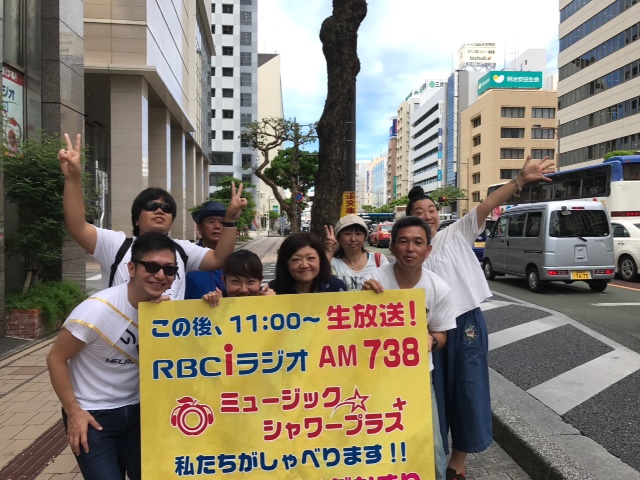 この後、11:00〜 生放送!
RBCiラジオ AM 738
ミュージック
シャワープラス
私たちがしゃべります!!
明治安田生命